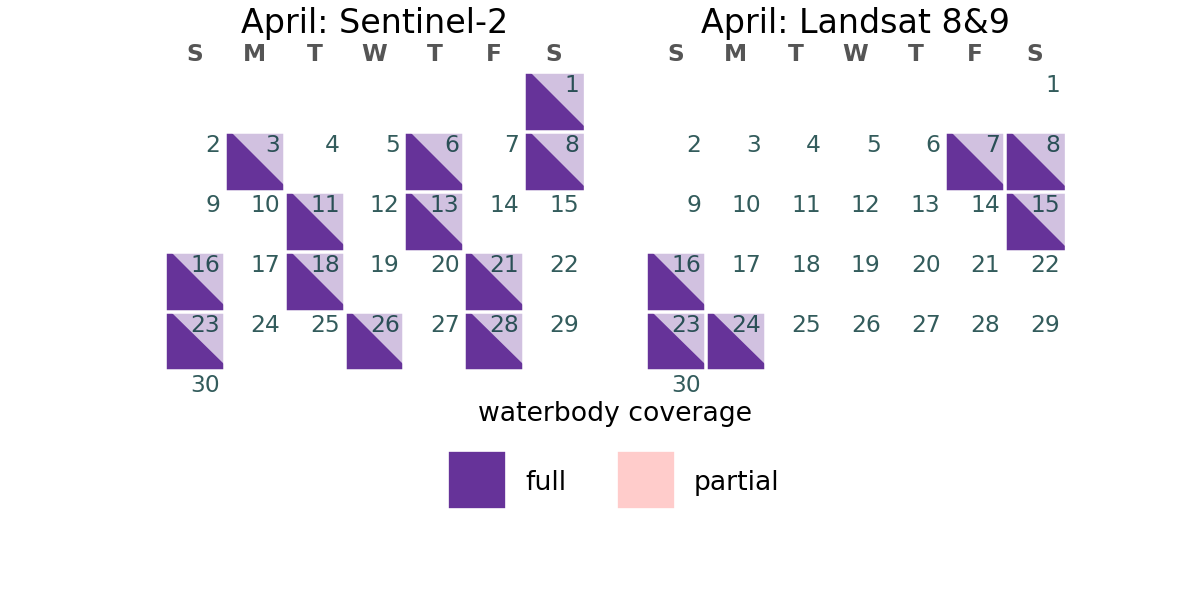 April: Sentinel-2
S M T W T F S
1
2 3 4 5 6 7 8
9 10 11 12 13 14 15
16 17 18 19 20 21 22
23 24 25 26 27 28 29
30
April: Landsat 8&9
S M T W T F S
1
2 3 4 5 6 7 8
9 10 11 12 13 14 15
16 17 18 19 20 21 22
23 24 25 26 27 28 29
30
waterbody coverage
full partial